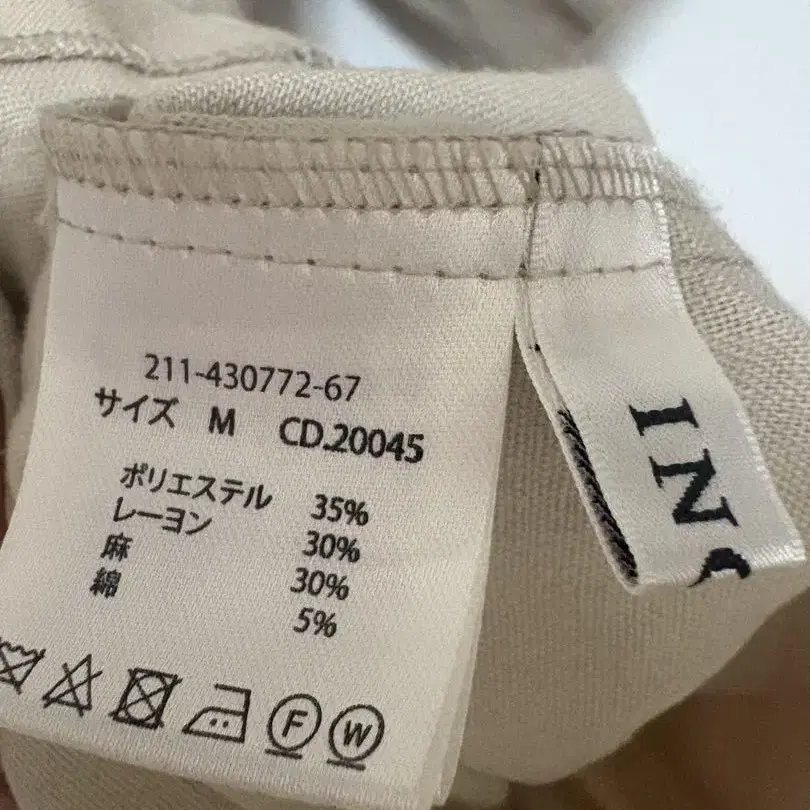 211-430772-67
サイズ M CD.20045
ポリエステル 35%
レーヨン 30%
麻 30%
綿 5%
F W
IN